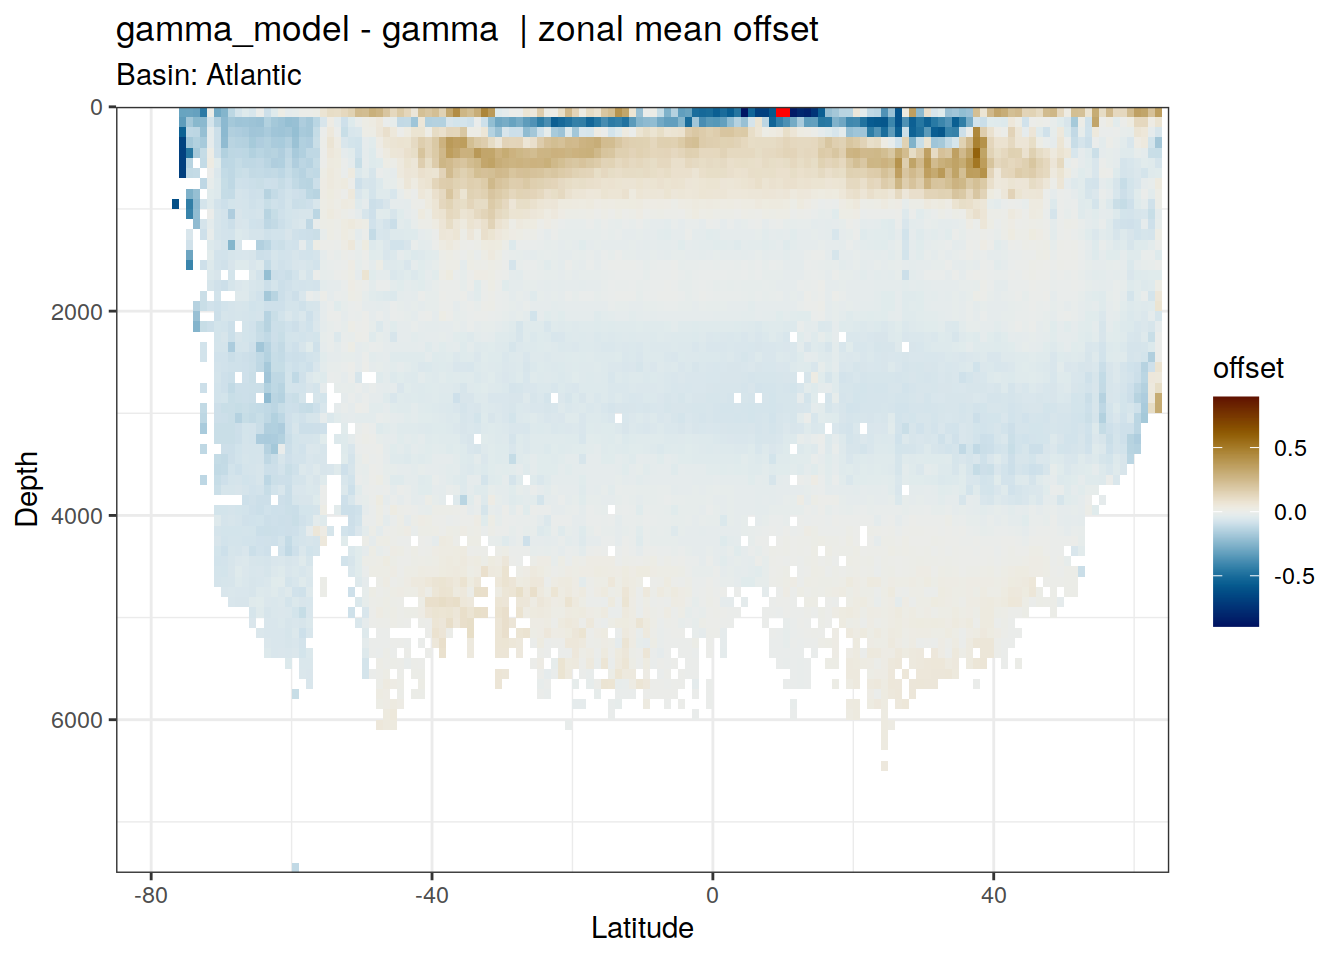 gamma_model - gamma  | zonal mean offset
Basin: Atlantic
0
2000
4000
6000
Depth
-80
-40
0
40
Latitude
offset
0.5
0.0
-0.5